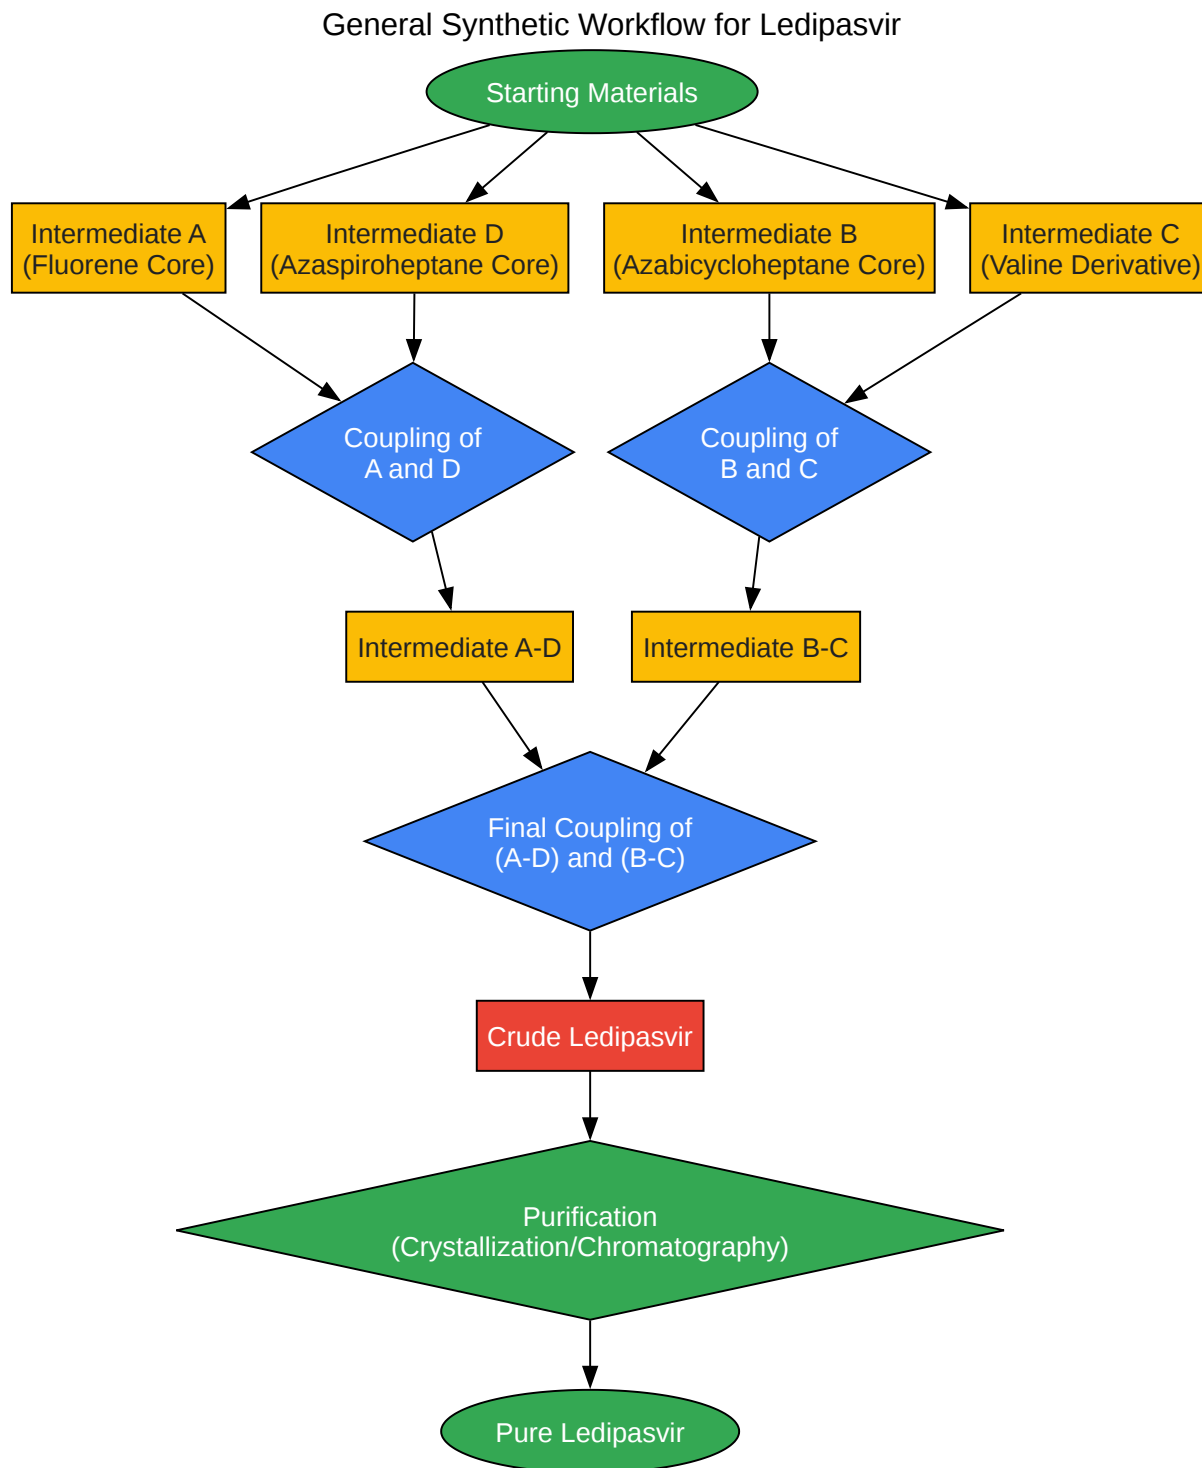 General Synthetic Workflow for Ledipasvir
Starting Materials
Intermediate A
(Fluorene Core)
Intermediate D
(Azaspiroheptane Core)
Intermediate B
(Azabicycloheptane Core)
Intermediate C
(Valine Derivative)
Coupling of
A and D
Coupling of
B and C
Intermediate A-D
Intermediate B-C
Final Coupling of
(A-D) and (B-C)
Crude Ledipasvir
Purification
(Crystallization/Chromatography)
Pure Ledipasvir